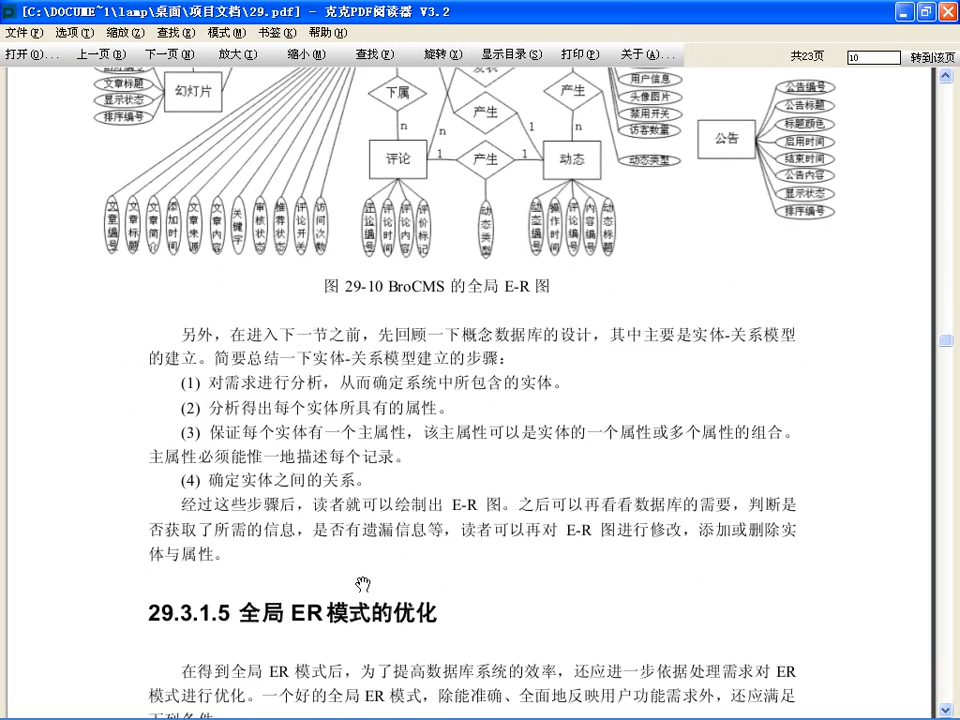 [C:\DOCUME~1\lamp\桌面\项目文档\29.pdf] - 克克PDF阅读器 V3.2
文件(F) 选项(T) 缩放(Z) 查找(E) 模式(M) 书签(K) 帮助(H)
打开(O)... 上一页(B) 下一页(N) 放大(I) 缩小(M) 查找(F) 旋转(X) 显示目录(S) 打印(P) 关于(A)... 共23页 10 转到该页
文章标题
显示状态
排序编号
幻灯片
下属
发表
产生
产生
用户信息
头像图片
禁用开关
访客数量
动态类型
公告
公告编号
公告标题
标题颜色
启用时间
结束时间
公告内容
显示状态
排序编号
n
n
1
n
评论
1
产生
1
动态
文章编号
文章标题
文章简介
添加时间
文章来源
文章内容
关键字
审核状态
推荐状态
评论开关
访问次数
评论编号
评论时间
评论内容
评价标记
动态类型
动态编号
操作时间
评论编号
内容编号
动态标题
图 29-10 BroCMS 的全局 E-R 图
另外，在进入下一节之前，先回顾一下概念数据库的设计，其中主要是实体-关系模型
的建立。简要总结一下实体-关系模型建立的步骤：
(1) 对需求进行分析，从而确定系统中所包含的实体。
(2) 分析得出每个实体所具有的属性。
(3) 保证每个实体有一个主属性，该主属性可以是实体的一个属性或多个属性的组合。
主属性必须能惟一地描述每个记录。
(4) 确定实体之间的关系。
经过这些步骤后，读者就可以绘制出 E-R 图。之后可以再看看数据库的需要，判断是
否获取了所需的信息，是否有遗漏信息等，读者可以再对 E-R 图进行修改，添加或删除实
体与属性。
29.3.1.5 全局 ER 模式的优化
在得到全局 ER 模式后，为了提高数据库系统的效率，还应进一步依据处理需求对 ER
模式进行优化。一个好的全局 ER 模式，除能准确、全面地反映用户功能需求外，还应满足
下列条件